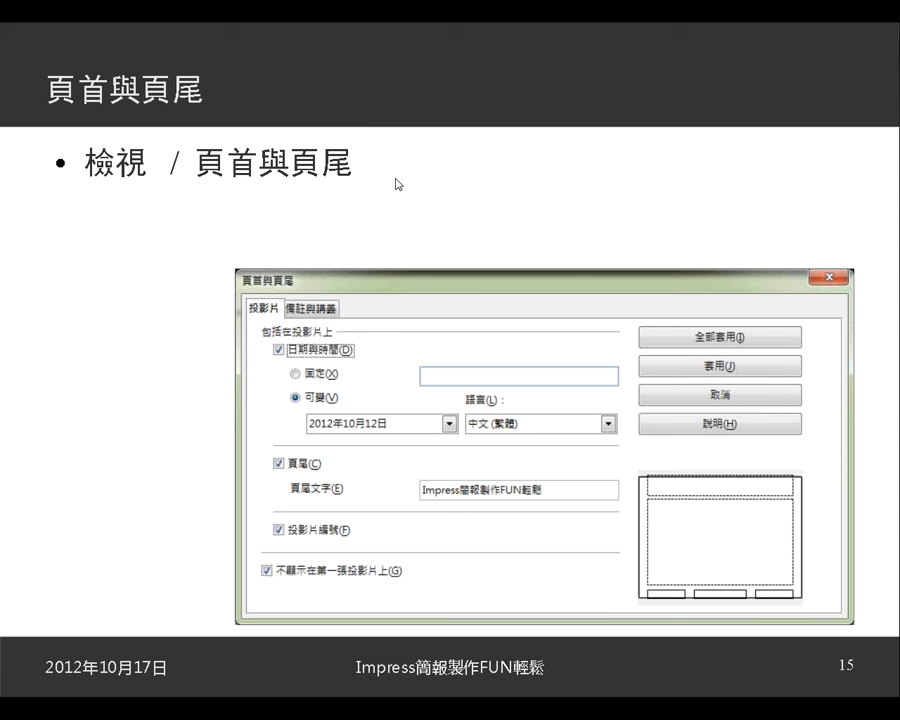 頁首與頁尾
• 檢視 / 頁首與頁尾
頁首與頁尾
投影片 備註與講義
包括在投影片上
日期與時間(D)
固定(X)
可變(V)
語言(L)：
2012年10月12日 中文 (繁體)
頁尾(C)
頁尾文字(E) Impress簡報製作FUN輕鬆
投影片編號(F)
不顯示在第一張投影片上(G)
全部套用(I)
套用(J)
取消
說明(H)
2012年10月17日 Impress簡報製作FUN輕鬆 15